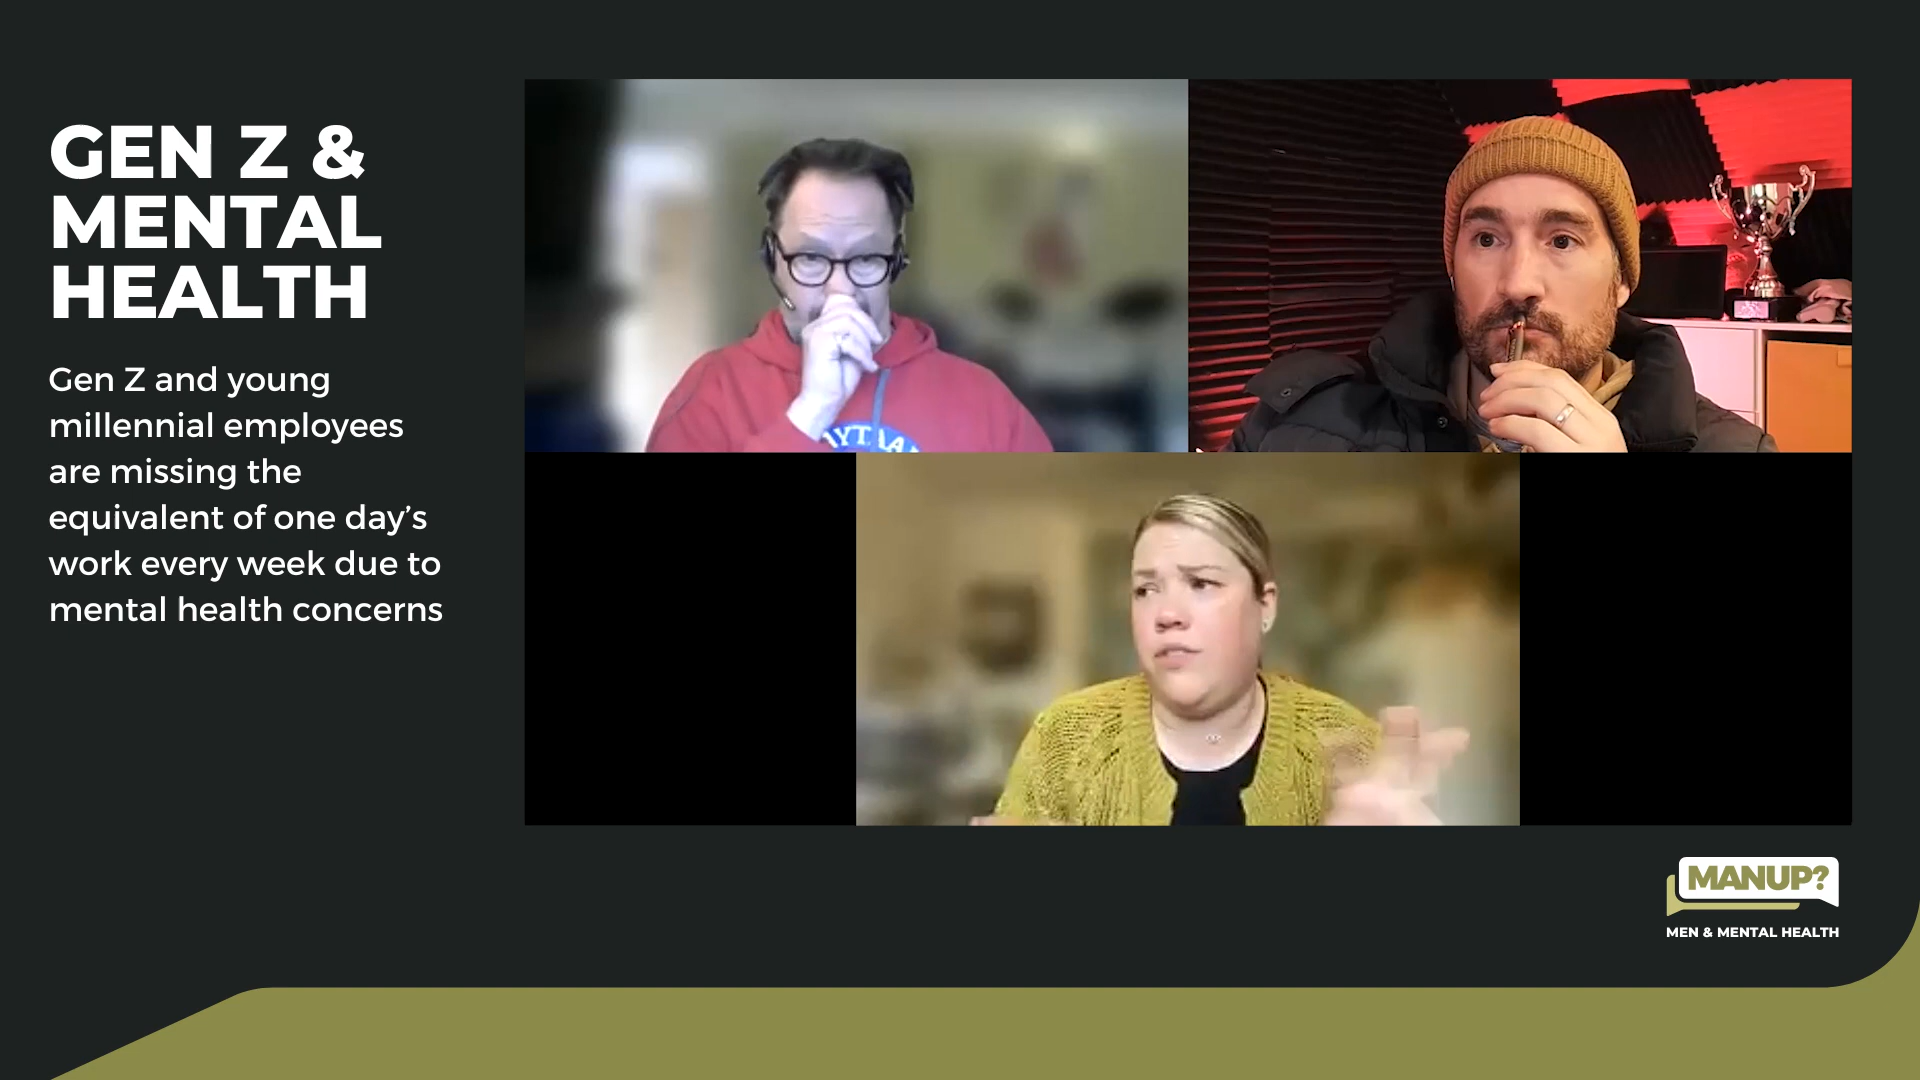 GEN Z &
MENTAL
HEALTH
Gen Z and young
millennial employees
are missing the
equivalent of one day’s
work every week due to
mental health concerns
MANUP?
MEN & MENTAL HEALTH